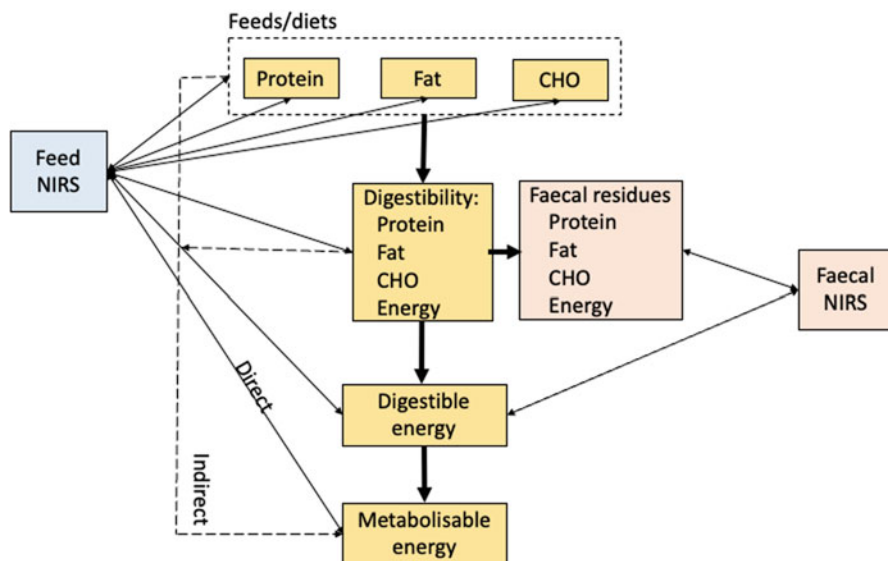 Feeds/diets
Protein
Fat
CHO
Feed
NIRS
Digestibility:
Protein
Fat
CHO
Energy
Faecal residues
Protein
Fat
CHO
Energy
Faecal
NIRS
Direct
Indirect
Digestible
energy
Metabolisable
energy